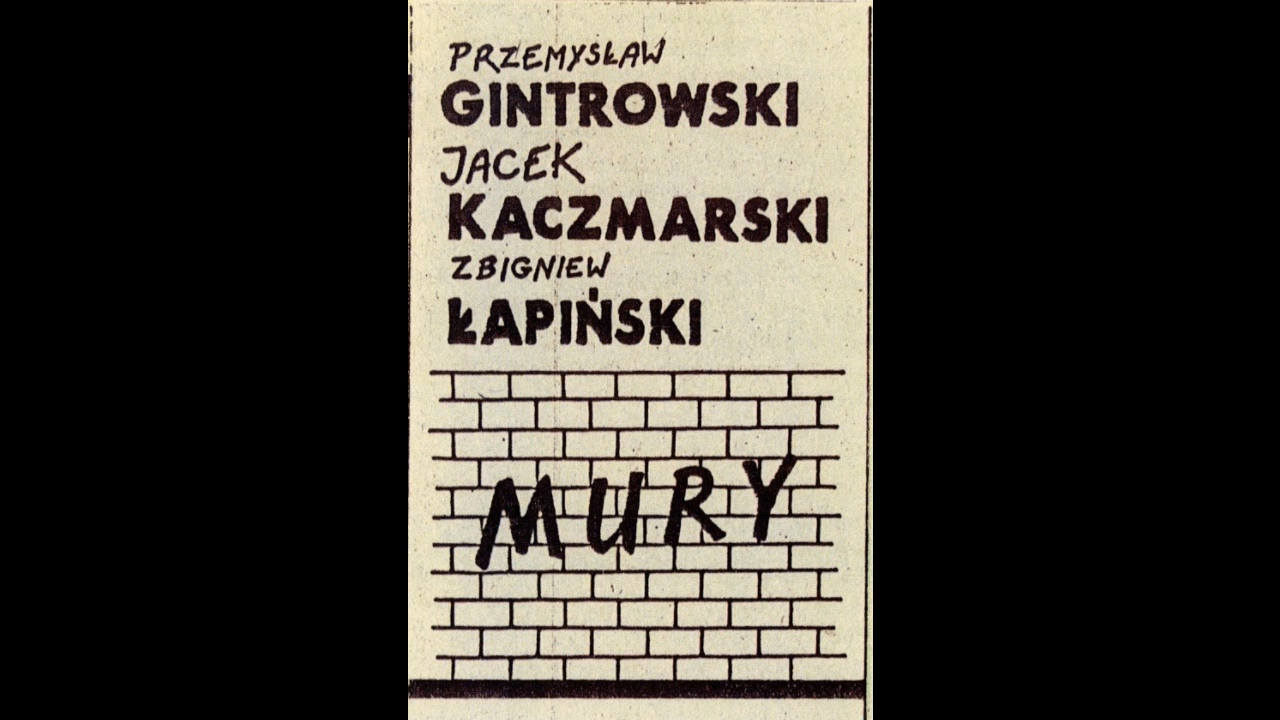 PRZEMYSŁAW
GINTROWSKI
JACEK
KACZMARSKI
ZBIGNIEW
ŁAPIŃSKI
MURY